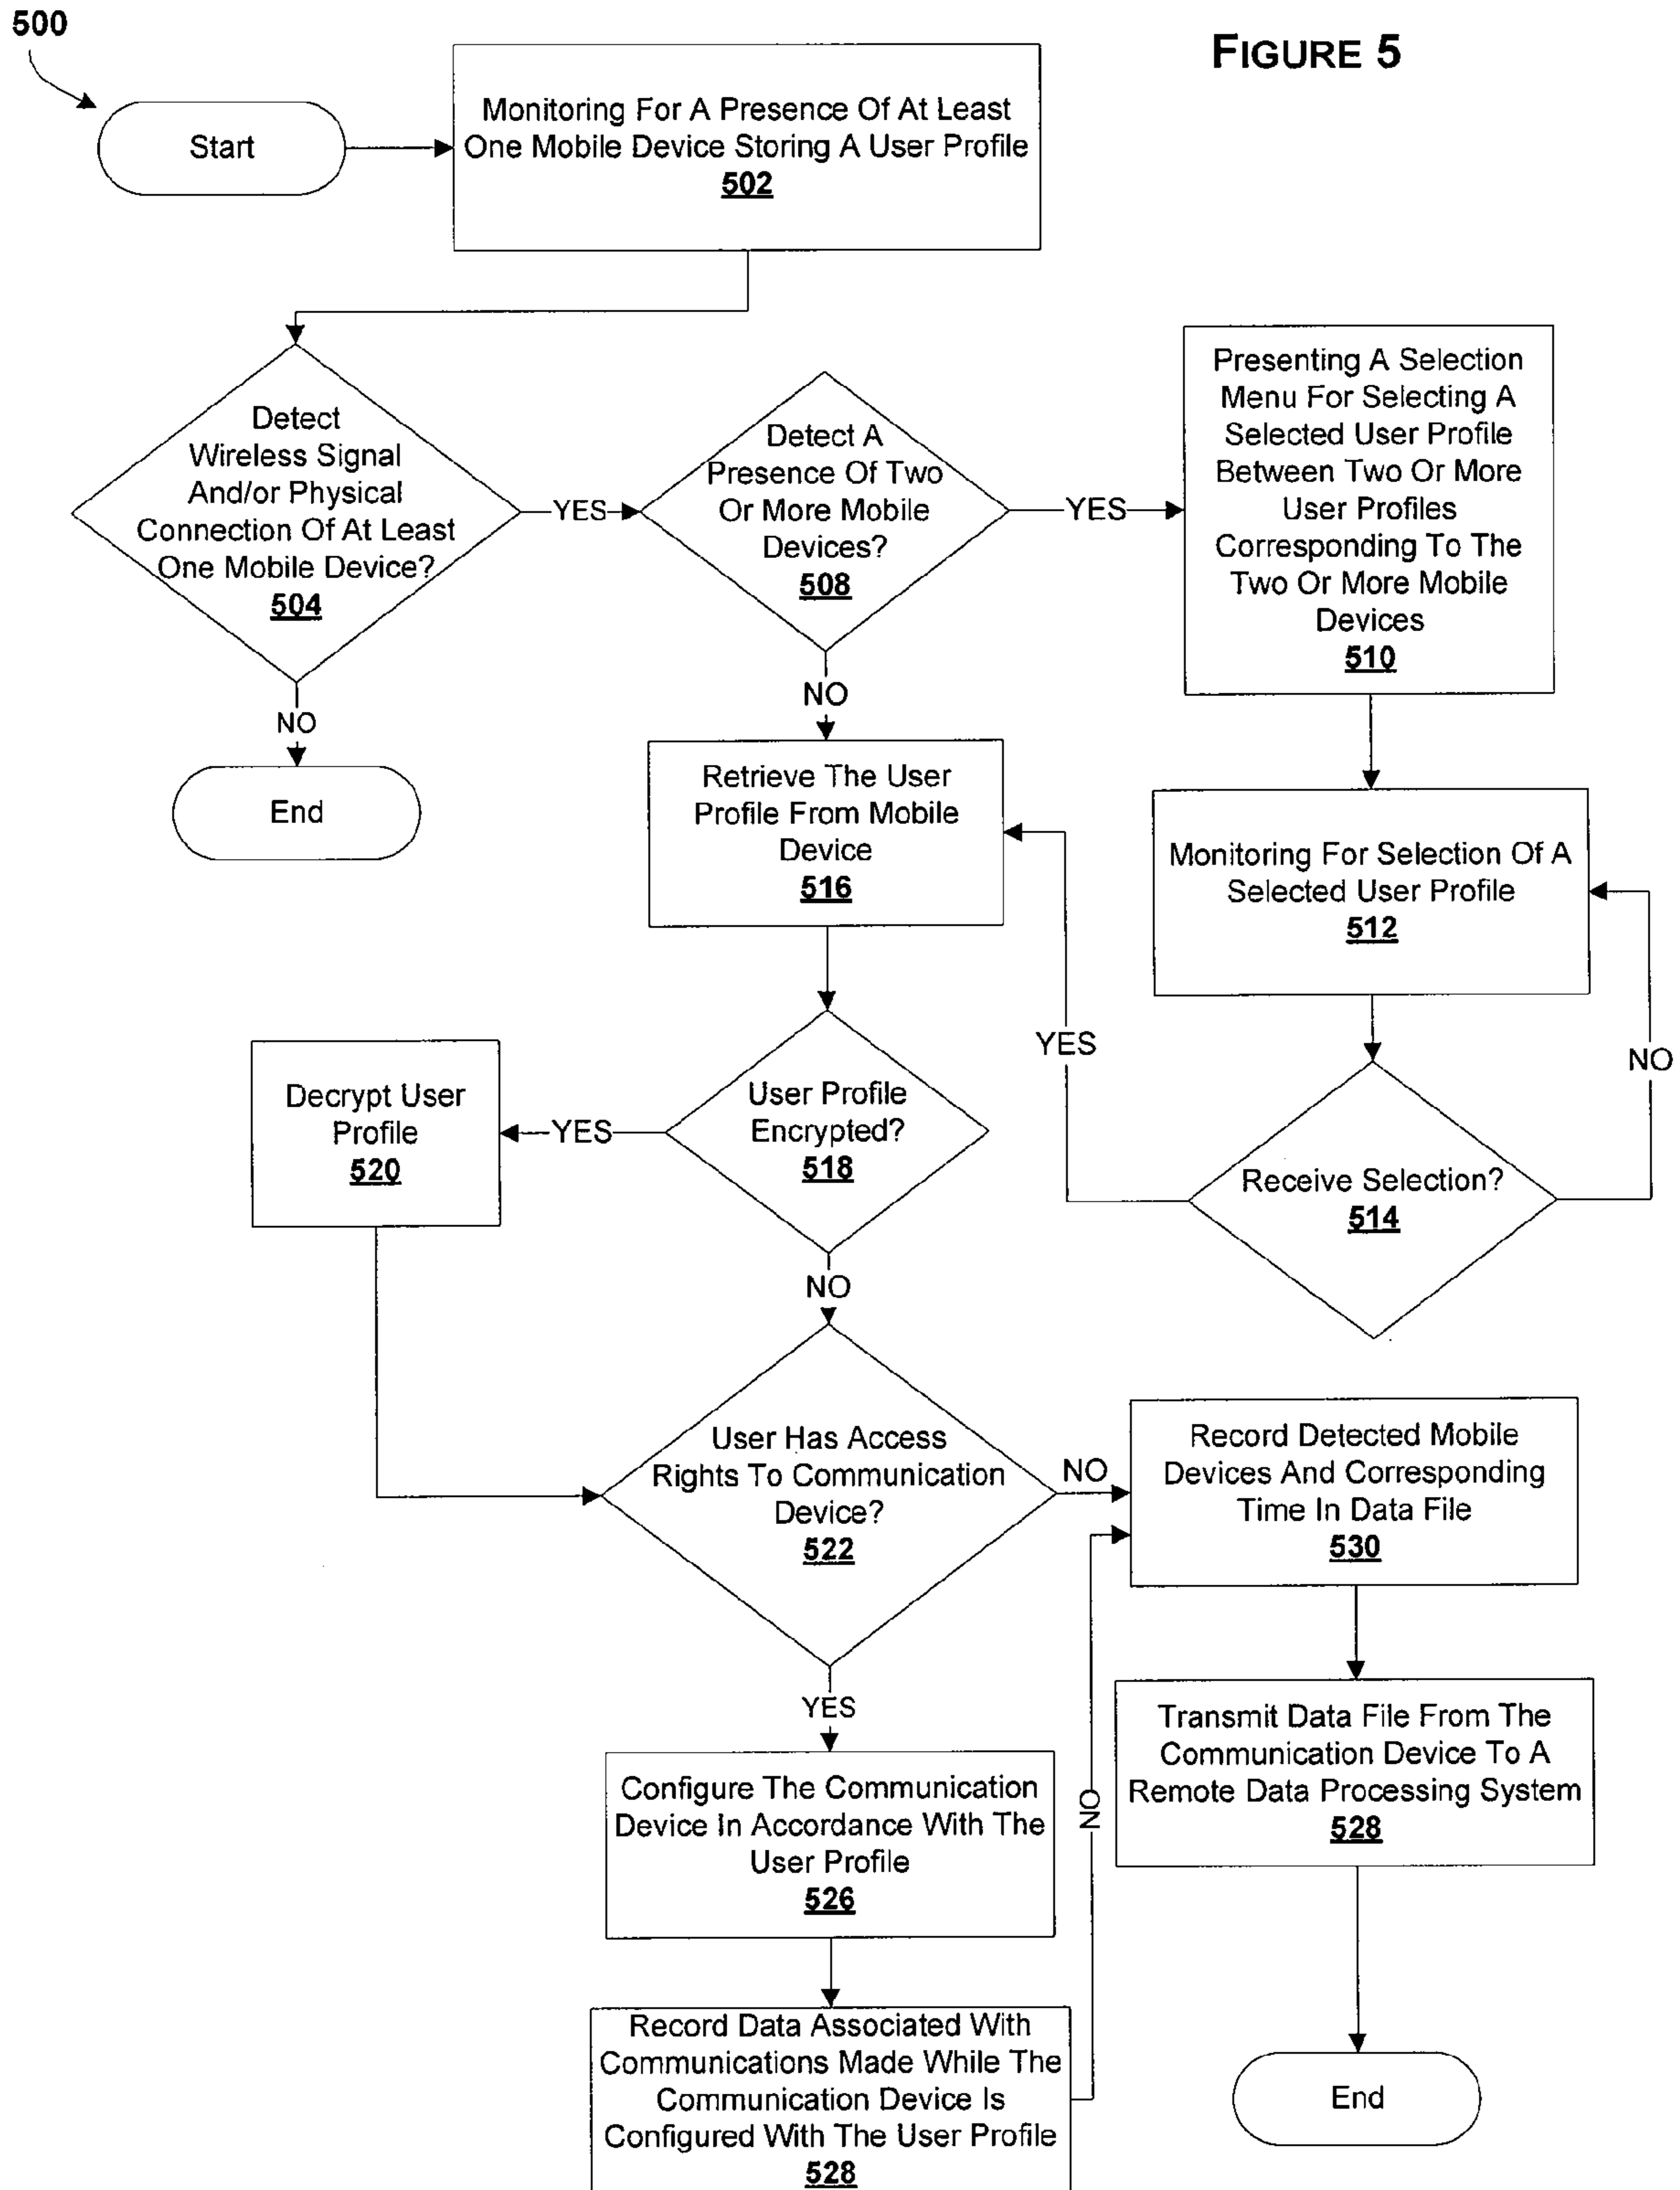 500
FIGURE 5
Start
Monitoring For A Presence Of At Least
One Mobile Device Storing A User Profile
502
Detect
Wireless Signal
And/or Physical
Connection Of At Least
One Mobile Device?
504
YES
NO
End
Detect A
Presence Of Two
Or More Mobile
Devices?
508
YES
NO
Presenting A Selection
Menu For Selecting A
Selected User Profile
Between Two Or More
User Profiles
Corresponding To The
Two Or More Mobile
Devices
510
Retrieve The User
Profile From Mobile
Device
516
Monitoring For Selection Of A
Selected User Profile
512
YES
NO
Receive Selection?
514
User Profile
Encrypted?
518
YES
Decrypt User
Profile
520
NO
User Has Access
Rights To Communication
Device?
522
NO
Record Detected Mobile
Devices And Corresponding
Time In Data File
530
YES
Configure The Communication
Device In Accordance With The
User Profile
526
NO
Transmit Data File From The
Communication Device To A
Remote Data Processing System
528
Record Data Associated With
Communications Made While The
Communication Device Is
Configured With The User Profile
528
End